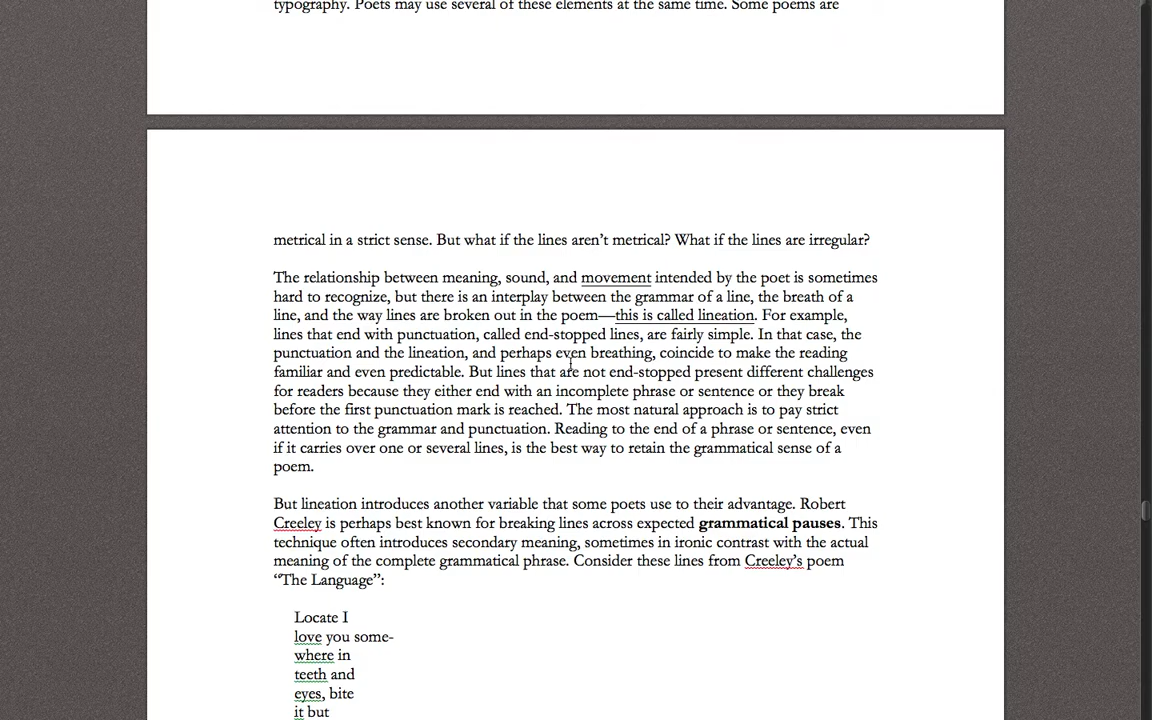 typography. Poets may use several of these elements at the same time. Some poems are
metrical in a strict sense. But what if the lines aren’t metrical? What if the lines are irregular?
The relationship between meaning, sound, and movement intended by the poet is sometimes
hard to recognize, but there is an interplay between the grammar of a line, the breath of a
line, and the way lines are broken out in the poem—this is called lineation. For example,
lines that end with punctuation, called end-stopped lines, are fairly simple. In that case, the
punctuation and the lineation, and perhaps even breathing, coincide to make the reading
familiar and even predictable. But lines that are not end-stopped present different challenges
for readers because they either end with an incomplete phrase or sentence or they break
before the first punctuation mark is reached. The most natural approach is to pay strict
attention to the grammar and punctuation. Reading to the end of a phrase or sentence, even
if it carries over one or several lines, is the best way to retain the grammatical sense of a
poem.
But lineation introduces another variable that some poets use to their advantage. Robert
Creeley is perhaps best known for breaking lines across expected grammatical pauses. This
technique often introduces secondary meaning, sometimes in ironic contrast with the actual
meaning of the complete grammatical phrase. Consider these lines from Creeley’s poem
“The Language”:
Locate I
love you some-
where in
teeth and
eyes, bite
it but